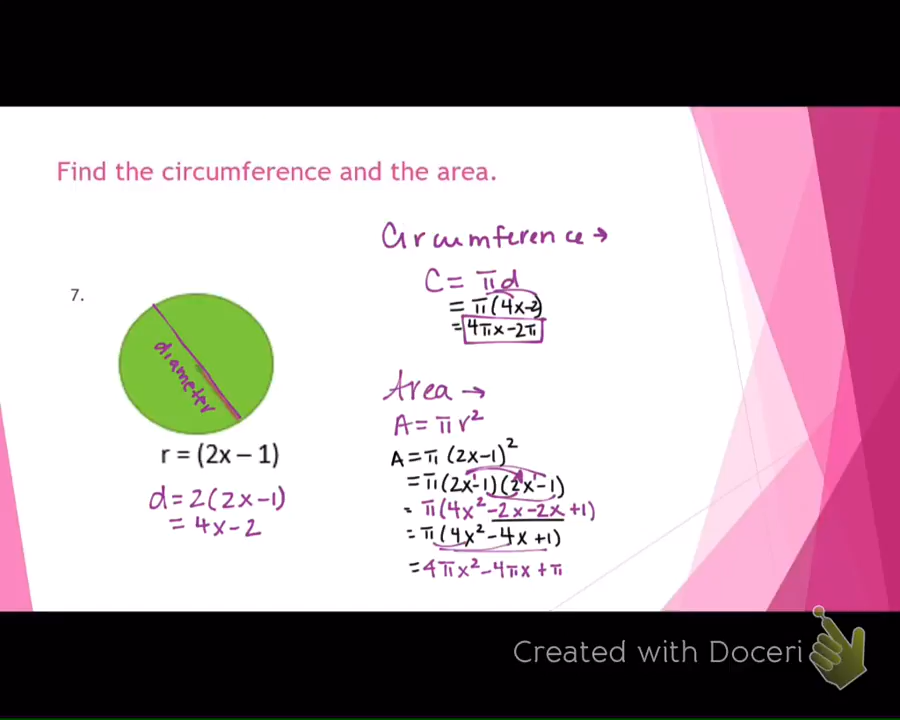 Find the circumference and the area.
Circumference →
C = πd
= π(4x-2)
= 4πx-2π
7.
diameter
r = (2x – 1)
d = 2(2x-1)
= 4x-2
Area →
A = πr²
A = π(2x-1)²
= π(2x-1)(2x-1)
= π(4x²-2x-2x+1)
= π(4x²-4x+1)
= 4πx²-4πx+π
Created with Doceri